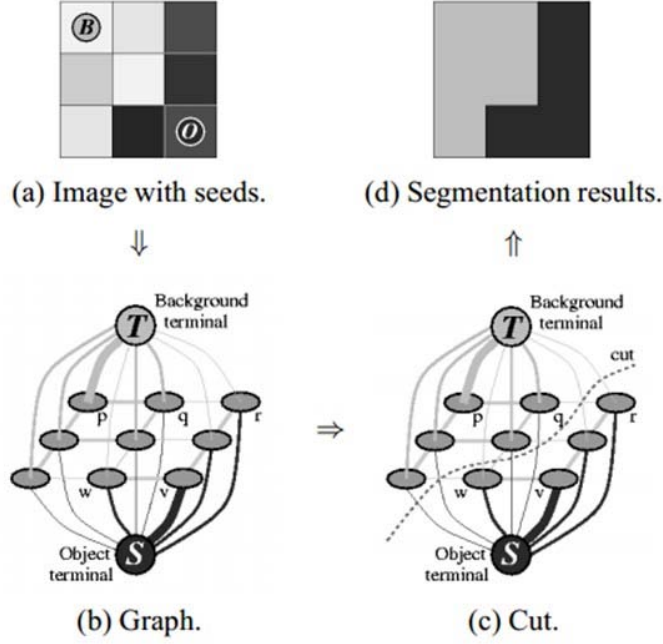 B
O
(a) Image with seeds.
(d) Segmentation results.
Background
terminal
T
p
q
r
w
v
Object
terminal
S
(b) Graph.
Background
terminal
T
cut
p
q
r
w
v
Object
terminal
S
(c) Cut.